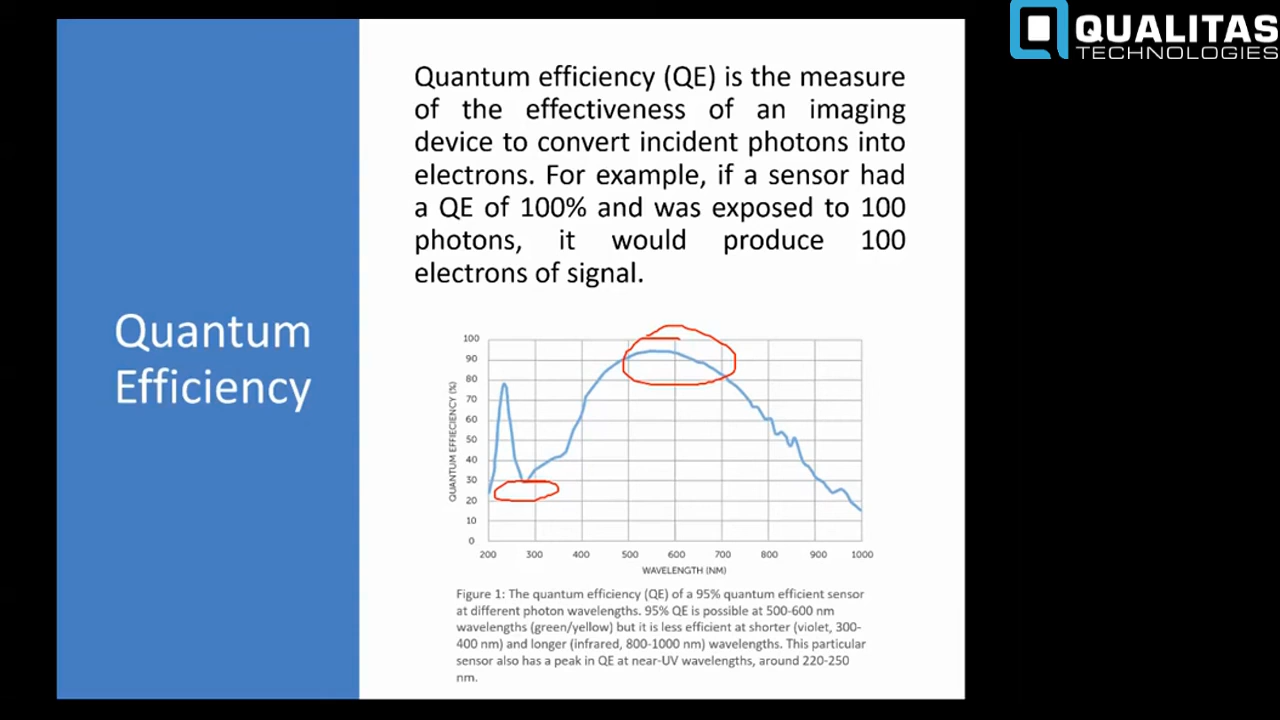 QUALITAS
TECHNOLOGIES
Quantum efficiency (QE) is the measure
of the effectiveness of an imaging
device to convert incident photons into
electrons. For example, if a sensor had
a QE of 100% and was exposed to 100
photons, it would produce 100
electrons of signal.
Quantum
Efficiency
QUANTUM EFFIECIENCY (%)
100
90
80
70
60
50
40
30
20
10
0
200 300 400 500 600 700 800 900 1000
WAVELENGTH (NM)
Figure 1: The quantum efficiency (QE) of a 95% quantum efficient sensor
at different photon wavelengths. 95% QE is possible at 500-600 nm
wavelengths (green/yellow) but it is less efficient at shorter (violet, 300-
400 nm) and longer (infrared, 800-1000 nm) wavelengths. This particular
sensor also has a peak in QE at near-UV wavelengths, around 220-250
nm.